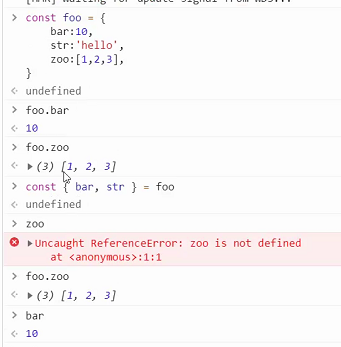 [HMR] Waiting for update signal from WDS...
> const foo = {
bar:10,
str:'hello',
zoo:[1,2,3],
}
<· undefined
> foo.bar
<· 10
> foo.zoo
<· ▶(3) [1, 2, 3]
> const { bar, str } = foo
<· undefined
> zoo
▶Uncaught ReferenceError: zoo is not defined
at <anonymous>:1:1
> foo.zoo
<· ▶(3) [1, 2, 3]
> bar
<· 10